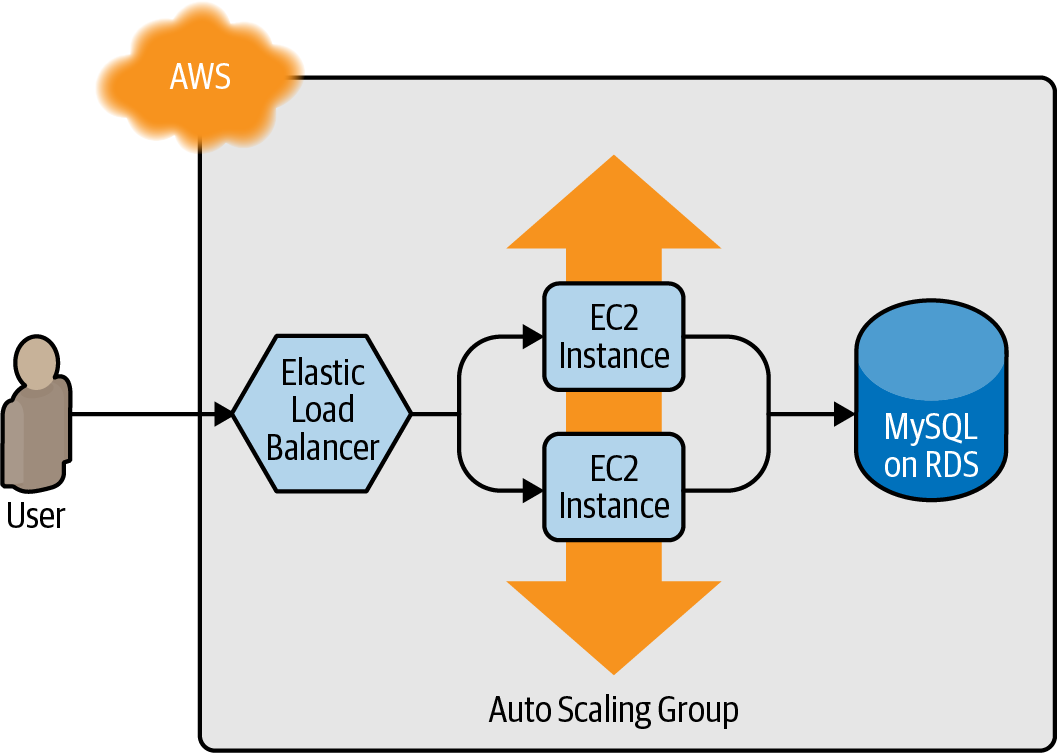 AWS
User
Elastic
Load
Balancer
EC2
Instance
EC2
Instance
MySQL
on RDS
Auto Scaling Group